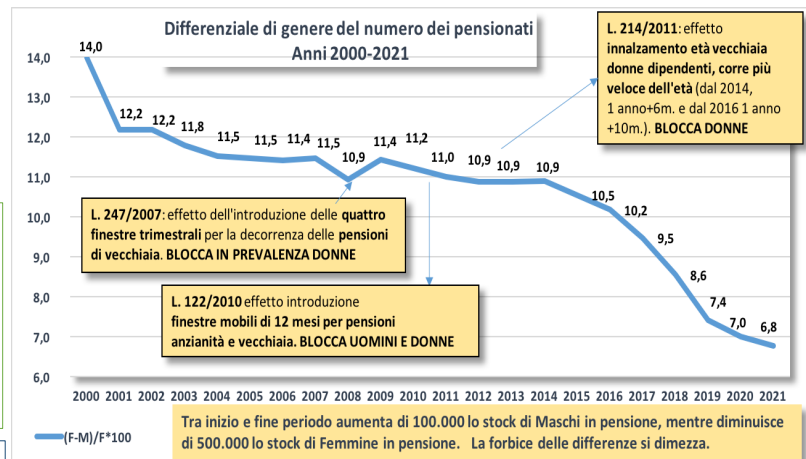 Differenziale di genere del numero dei pensionati
Anni 2000-2021
L. 214/2011: effetto
innalzamento età vecchiaia
donne dipendenti, corre più
veloce dell'età (dal 2014,
1 anno+6m. e dal 2016 1 anno
+10m.). BLOCCA DONNE
14,0
13,0
12,0
11,0
10,0
9,0
8,0
7,0
6,0
14,0
12,2
12,2
11,8
11,5
11,5
11,4
11,5
10,9
11,4
11,2
11,0
10,9
10,9
10,9
10,5
10,2
9,5
8,6
7,4
7,0
6,8
L. 247/2007: effetto dell'introduzione delle quattro
finestre trimestrali per la decorrenza delle pensioni
di vecchiaia. BLOCCA IN PREVALENZA DONNE
L. 122/2010 effetto introduzione
finestre mobili di 12 mesi per pensioni
anzianità e vecchiaia. BLOCCA UOMINI E DONNE
2000 2001 2002 2003 2004 2005 2006 2007 2008 2009 2010 2011 2012 2013 2014 2015 2016 2017 2018 2019 2020 2021
(F-M)/F*100
Tra inizio e fine periodo aumenta di 100.000 lo stock di Maschi in pensione, mentre diminuisce
di 500.000 lo stock di Femmine in pensione. La forbice delle differenze si dimezza.